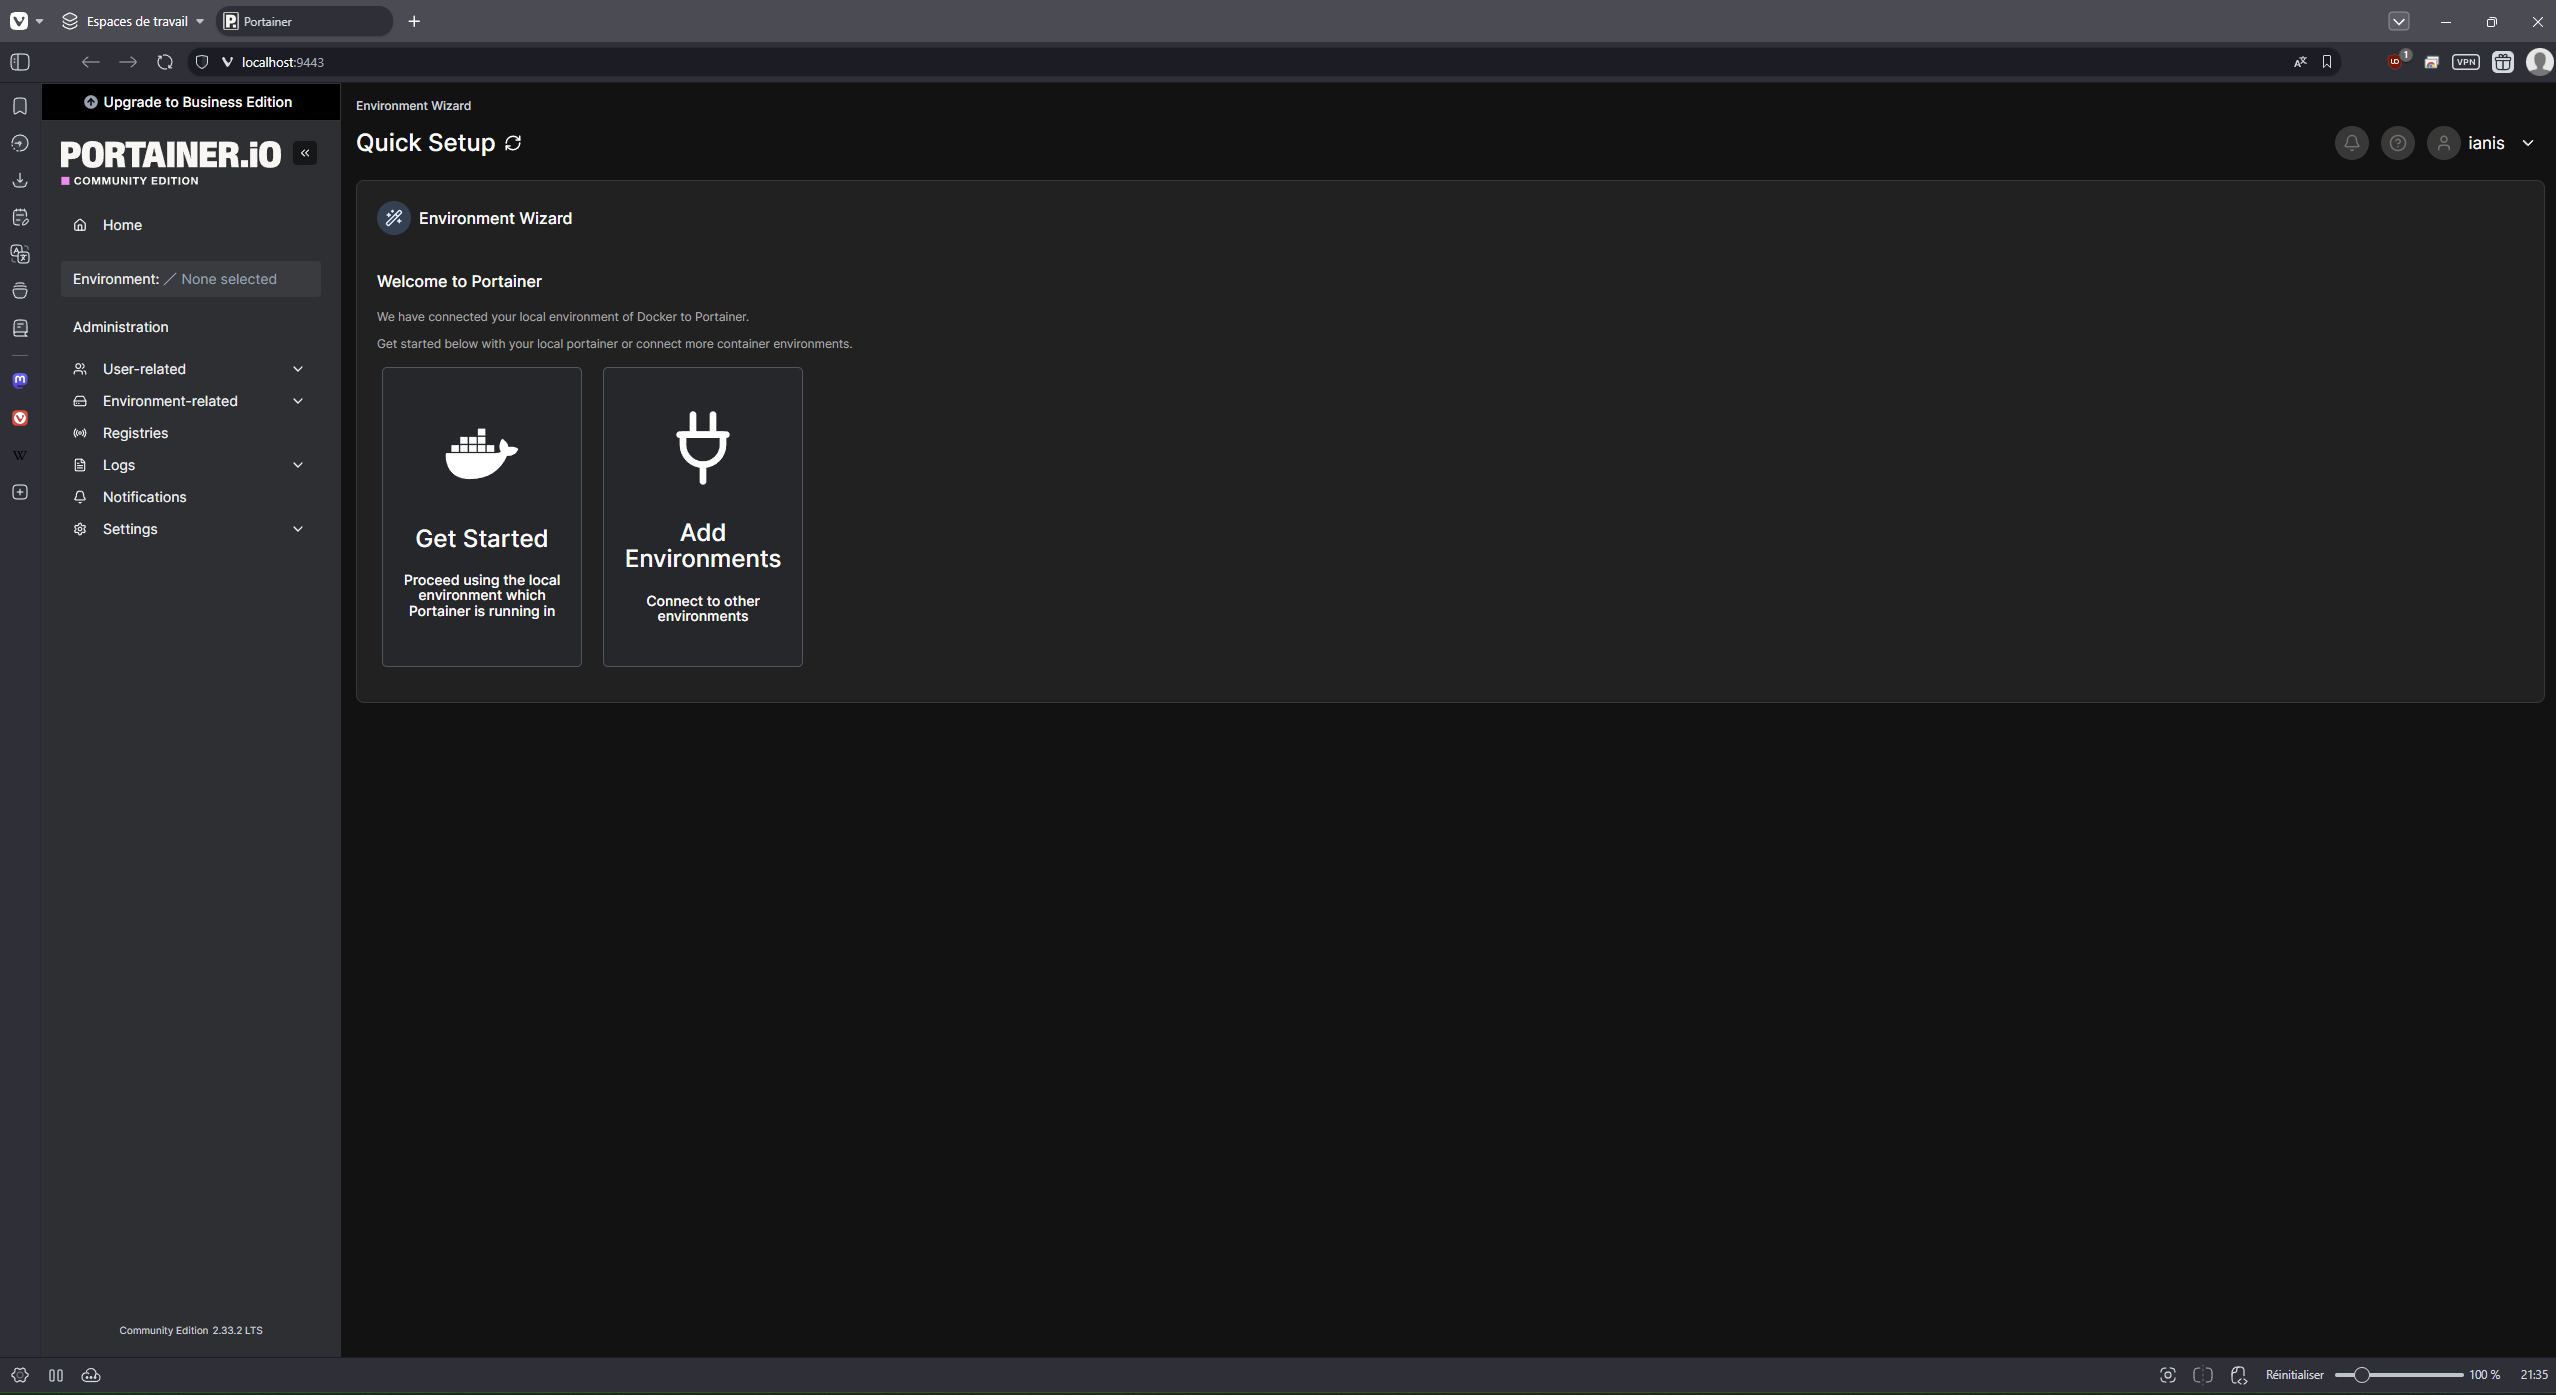 Espaces de travail
Portainer
localhost:9443
1
VPN
Upgrade to Business Edition
PORTAINER.iO
COMMUNITY EDITION
Home
Environment: None selected
Administration
User-related
Environment-related
Registries
Logs
Notifications
Settings
Community Edition 2.33.2 LTS
Environment Wizard
Quick Setup
ianis
Environment Wizard
Welcome to Portainer
We have connected your local environment of Docker to Portainer.
Get started below with your local portainer or connect more container environments.
Get Started
Proceed using the local
environment which
Portainer is running in
Add
Environments
Connect to other
environments
Réinitialiser
100 %
21:35